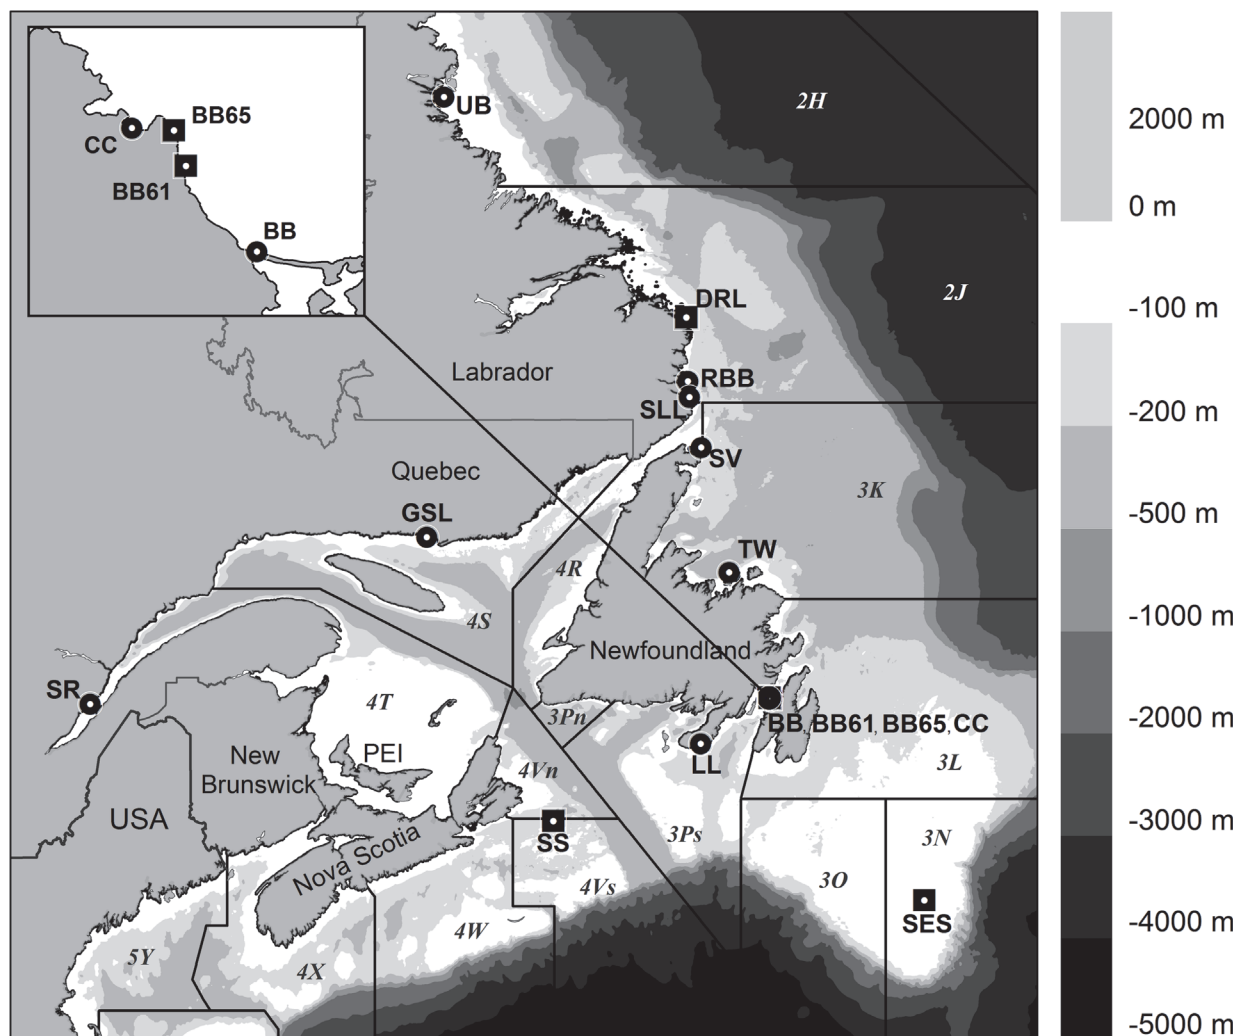 2H
UB
BB65
CC
BB61
BB
2J
DRL
Labrador
RBB
SLL
SV
Quebec
3K
GSL
TW
4R
4S
Newfoundland
SR
4T
3Pn
BB, BB61, BB65, CC
New
Brunswick
PEI
LL
3L
4Vn
USA
3Ps
3N
Nova Scotia
SS
3O
4Vs
SES
4W
5Y
4X
2000 m
0 m
-100 m
-200 m
-500 m
-1000 m
-2000 m
-3000 m
-4000 m
-5000 m